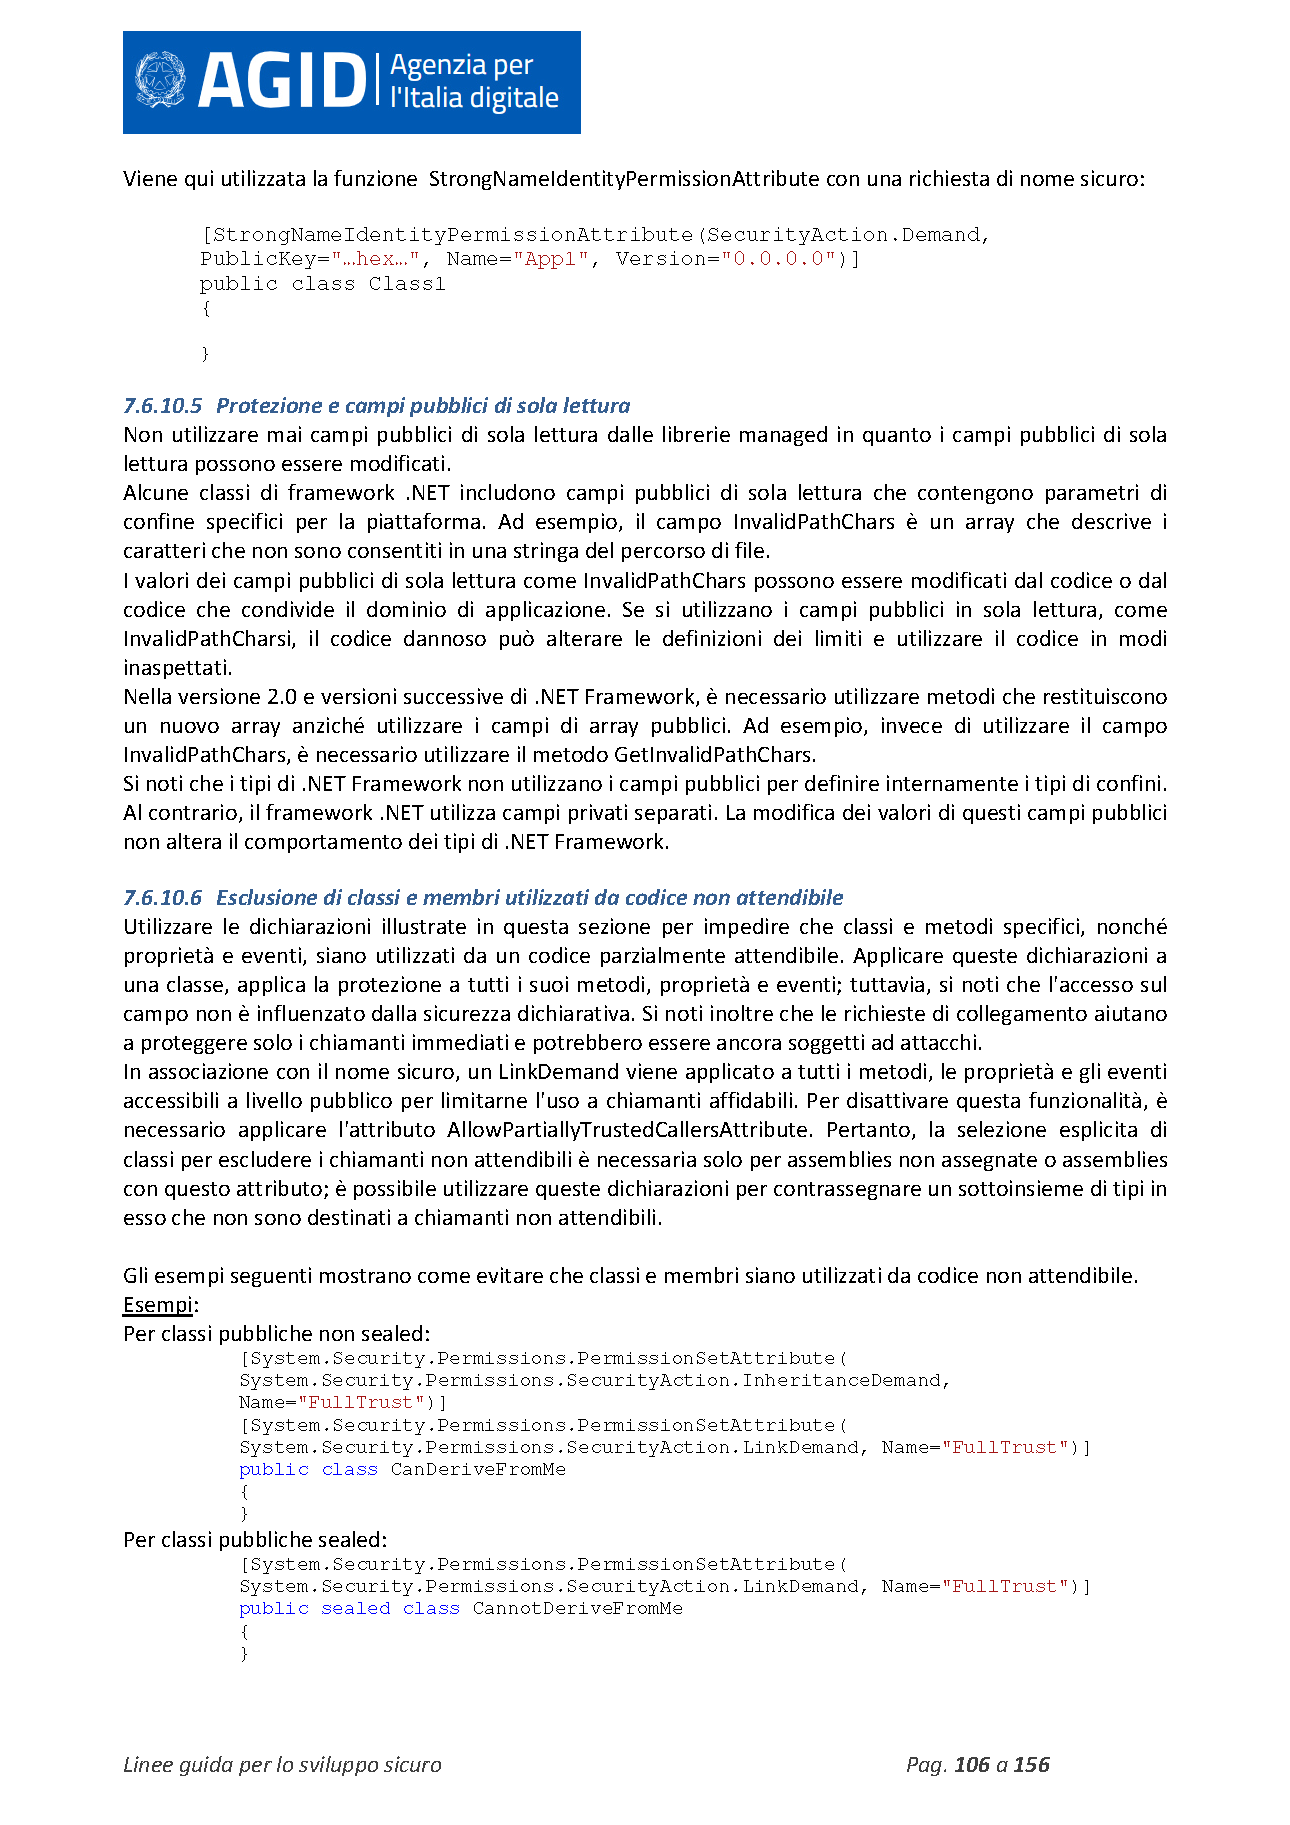 AGID
Agenzia per
l'Italia digitale
Viene qui utilizzata la funzione  StrongNameIdentityPermissionAttribute con una richiesta di nome sicuro:
[StrongNameIdentityPermissionAttribute(SecurityAction.Demand,
PublicKey="…hex…", Name="App1", Version="0.0.0.0")]
public class Class1
{
}
7.6.10.5 Protezione e campi pubblici di sola lettura
Non utilizzare mai campi pubblici di sola lettura dalle librerie managed in quanto i campi pubblici di sola
lettura possono essere modificati.
Alcune classi di framework .NET includono campi pubblici di sola lettura che contengono parametri di
confine specifici per la piattaforma. Ad esempio, il campo InvalidPathChars è un array che descrive i
caratteri che non sono consentiti in una stringa del percorso di file.
I valori dei campi pubblici di sola lettura come InvalidPathChars possono essere modificati dal codice o dal
codice che condivide il dominio di applicazione. Se si utilizzano i campi pubblici in sola lettura, come
InvalidPathCharsi, il codice dannoso può alterare le definizioni dei limiti e utilizzare il codice in modi
inaspettati.
Nella versione 2.0 e versioni successive di .NET Framework, è necessario utilizzare metodi che restituiscono
un nuovo array anziché utilizzare i campi di array pubblici. Ad esempio, invece di utilizzare il campo
InvalidPathChars, è necessario utilizzare il metodo GetInvalidPathChars.
Si noti che i tipi di .NET Framework non utilizzano i campi pubblici per definire internamente i tipi di confini.
Al contrario, il framework .NET utilizza campi privati separati. La modifica dei valori di questi campi pubblici
non altera il comportamento dei tipi di .NET Framework.
7.6.10.6 Esclusione di classi e membri utilizzati da codice non attendibile
Utilizzare le dichiarazioni illustrate in questa sezione per impedire che classi e metodi specifici, nonché
proprietà e eventi, siano utilizzati da un codice parzialmente attendibile. Applicare queste dichiarazioni a
una classe, applica la protezione a tutti i suoi metodi, proprietà e eventi; tuttavia, si noti che l'accesso sul
campo non è influenzato dalla sicurezza dichiarativa. Si noti inoltre che le richieste di collegamento aiutano
a proteggere solo i chiamanti immediati e potrebbero essere ancora soggetti ad attacchi.
In associazione con il nome sicuro, un LinkDemand viene applicato a tutti i metodi, le proprietà e gli eventi
accessibili a livello pubblico per limitarne l'uso a chiamanti affidabili. Per disattivare questa funzionalità, è
necessario applicare l'attributo AllowPartiallyTrustedCallersAttribute. Pertanto, la selezione esplicita di
classi per escludere i chiamanti non attendibili è necessaria solo per assemblies non assegnate o assemblies
con questo attributo; è possibile utilizzare queste dichiarazioni per contrassegnare un sottoinsieme di tipi in
esso che non sono destinati a chiamanti non attendibili.
Gli esempi seguenti mostrano come evitare che classi e membri siano utilizzati da codice non attendibile.
Esempi:
Per classi pubbliche non sealed:
[System.Security.Permissions.PermissionSetAttribute(
System.Security.Permissions.SecurityAction.InheritanceDemand,
Name="FullTrust")]
[System.Security.Permissions.PermissionSetAttribute(
System.Security.Permissions.SecurityAction.LinkDemand, Name="FullTrust")]
public class CanDeriveFromMe
{
}
Per classi pubbliche sealed:
[System.Security.Permissions.PermissionSetAttribute(
System.Security.Permissions.SecurityAction.LinkDemand, Name="FullTrust")]
public sealed class CannotDeriveFromMe
{
}
Linee guida per lo sviluppo sicuro Pag. 106 a 156